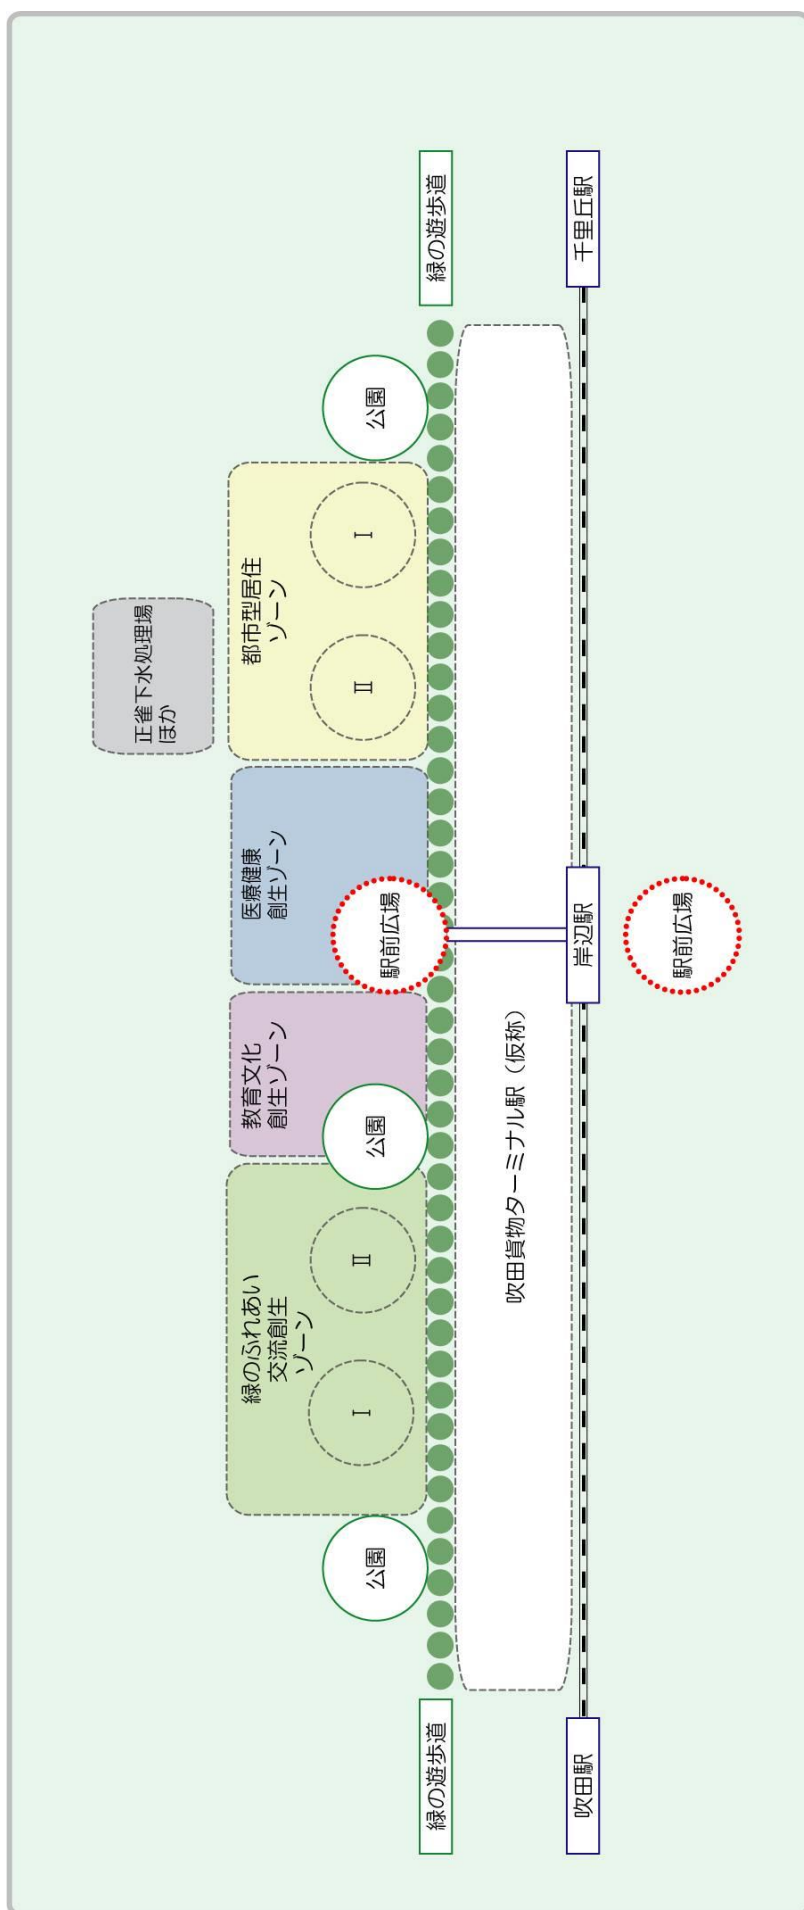 正雀下水処理場
ほか
緑のふれあい
交流創生
ゾーン
教育文化
創生ゾーン
医療健康
創生ゾーン
都市型居住
ゾーン
Ⅰ
Ⅱ
Ⅱ
Ⅰ
公園
公園
駅前広場
公園
緑の遊歩道
緑の遊歩道
吹田貨物ターミナル駅（仮称）
吹田駅
岸辺駅
千里丘駅
駅前広場